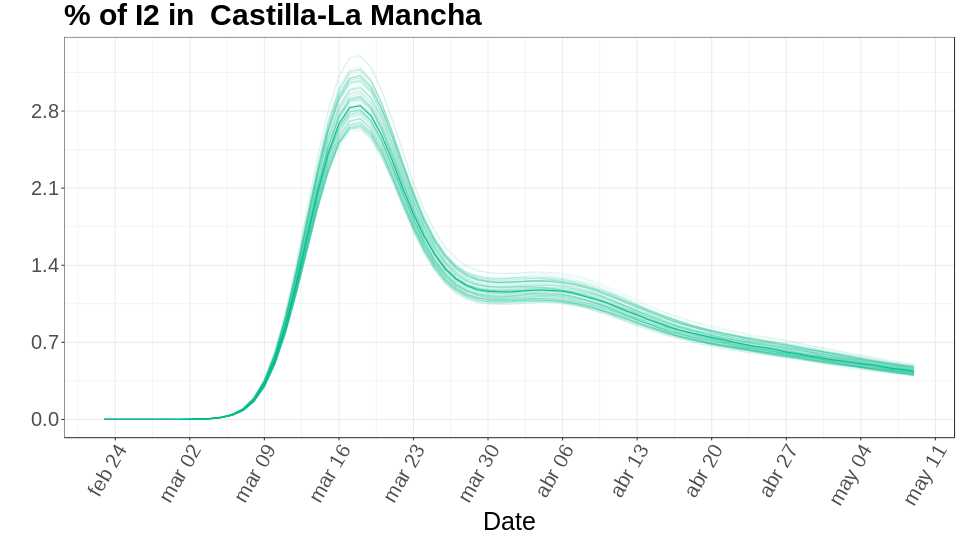 % of I2 in  Castilla-La Mancha
2.8
2.1
1.4
0.7
0.0
feb 24
mar 02
mar 09
mar 16
mar 23
mar 30
abr 06
abr 13
abr 20
abr 27
may 04
may 11
Date